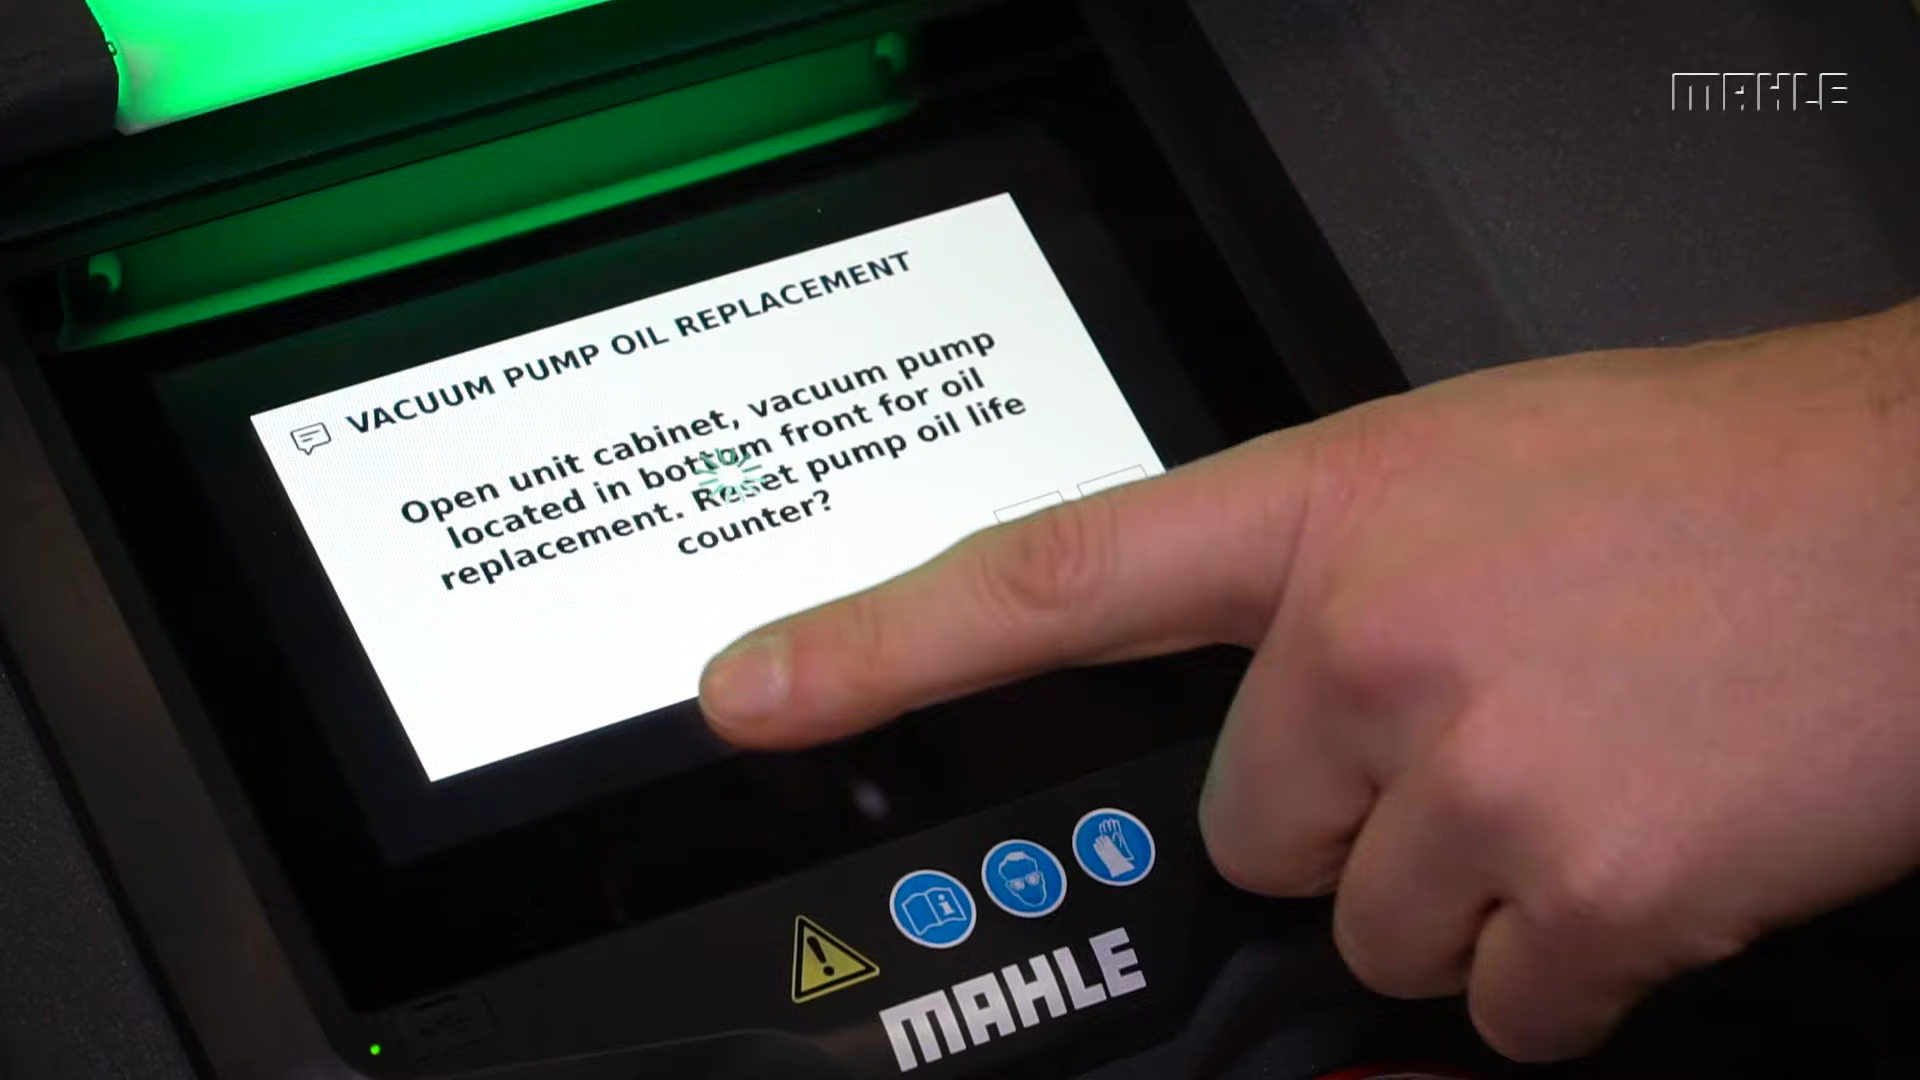 MAHLE
VACUUM PUMP OIL REPLACEMENT
Open unit cabinet, vacuum pump
located in bottom front for oil
replacement. Reset pump oil life
counter?
MAHLE